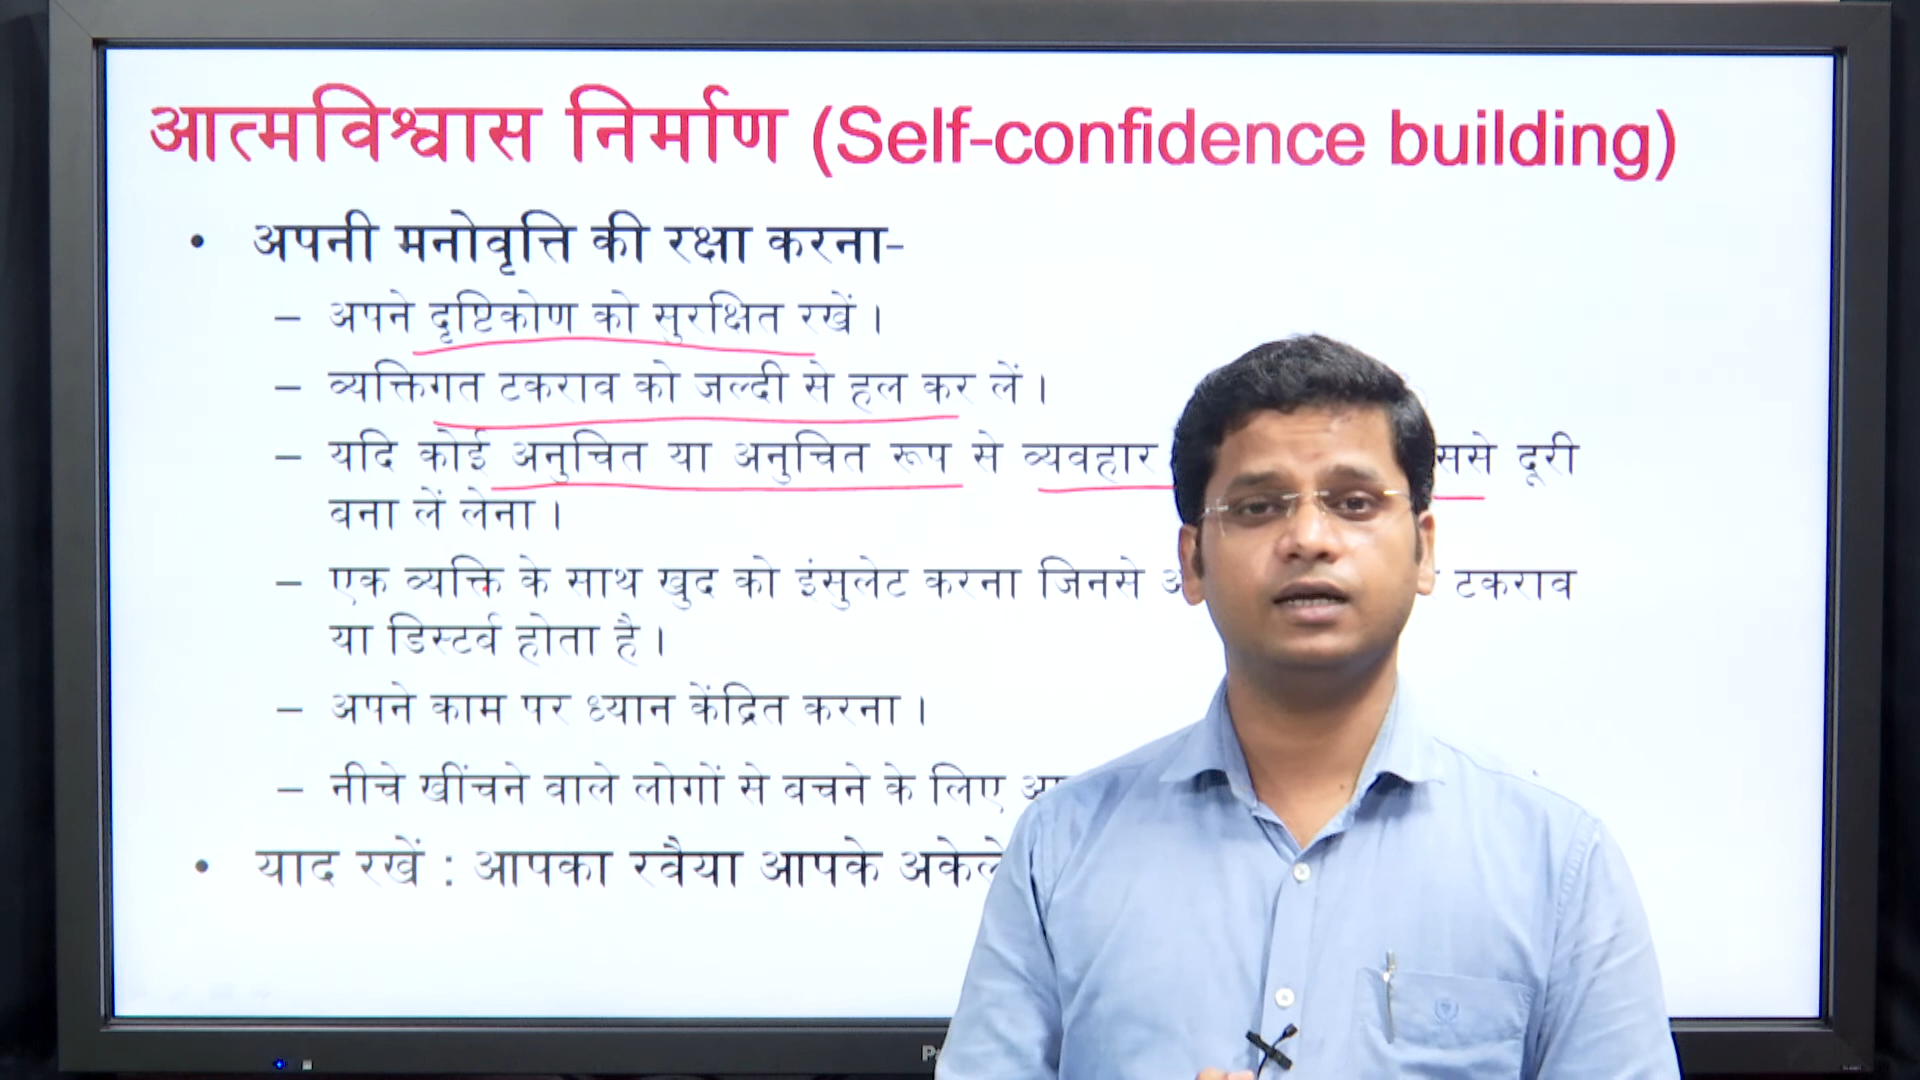 आत्मविश्वास निर्माण (Self-confidence building)
• अपनी मनोवृत्ति की रक्षा करना-
– अपने दृष्टिकोण को सुरक्षित रखें ।
– व्यक्तिगत टकराव को जल्दी से हल कर लें ।
– यदि कोई अनुचित या अनुचित रूप से व्यवहार दूरी
बना लें लेना ।
– एक व्यक्ति के साथ खुद को इंसुलेट करना जिनसे टकराव
या डिस्टर्व होता है ।
– अपने काम पर ध्यान केंद्रित करना ।
– नीचे खींचने वाले लोगों से बचने के लिए
• याद रखें : आपका रवैया आपके